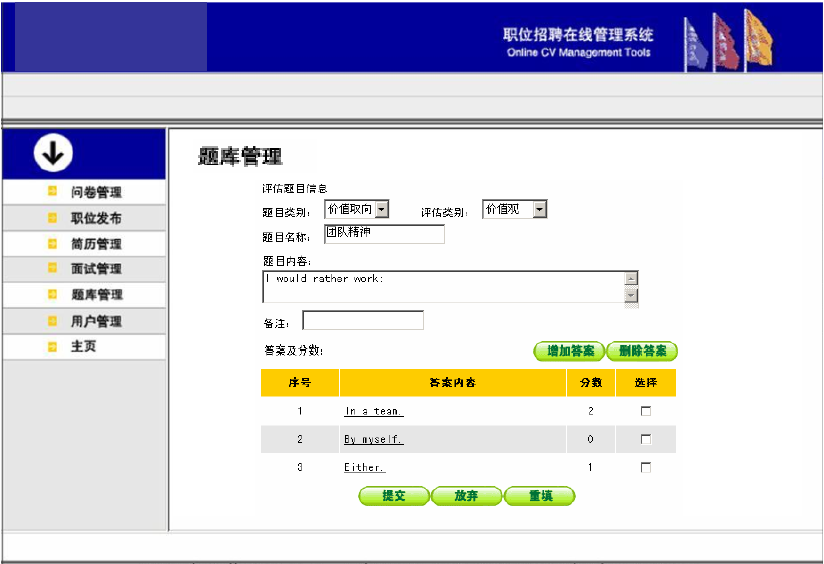 职位招聘在线管理系统
Online CV Management Tools
问卷管理
职位发布
简历管理
面试管理
题库管理
用户管理
主页
题库管理
评估题目信息
题目类别： 价值取向 评估类别： 价值观
题目名称： 团队精神
题目内容：
I would rather work:
备注：
答案及分数： 增加答案 删除答案
序号 答案内容 分数 选择
1 In a team. 2
2 By myself. 0
3 Either. 1
提交 放弃 重填